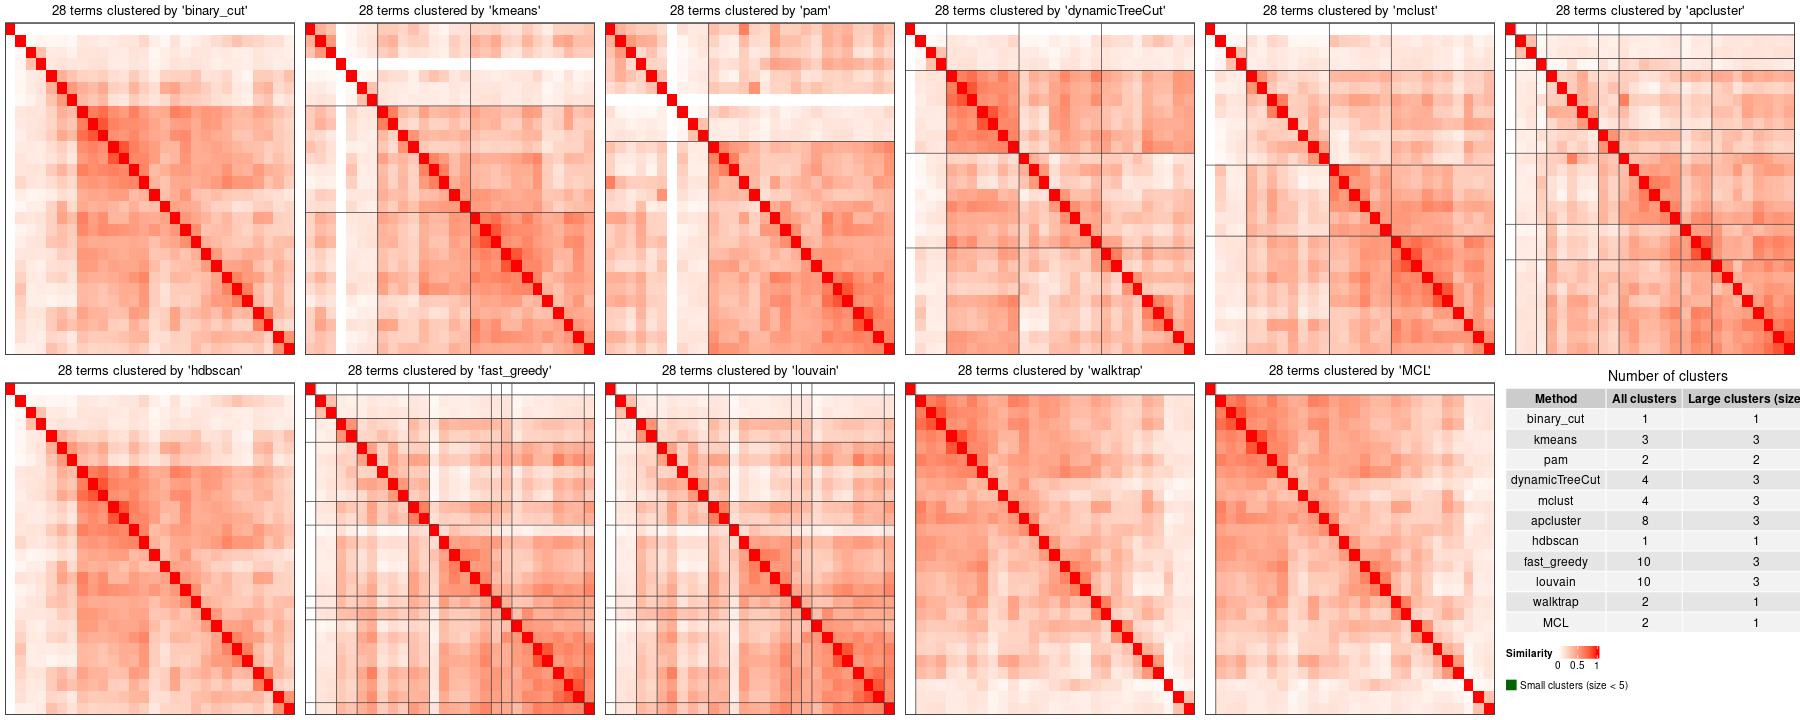 28 terms clustered by 'binary_cut'
28 terms clustered by 'kmeans'
28 terms clustered by 'pam'
28 terms clustered by 'dynamicTreeCut'
28 terms clustered by 'mclust'
28 terms clustered by 'apcluster'
28 terms clustered by 'hdbscan'
28 terms clustered by 'fast_greedy'
28 terms clustered by 'louvain'
28 terms clustered by 'walktrap'
28 terms clustered by 'MCL'
Number of clusters
Method All clusters Large clusters (size
binary_cut 1 1
kmeans 3 3
pam 2 2
dynamicTreeCut 4 3
mclust 4 3
apcluster 8 3
hdbscan 1 1
fast_greedy 10 3
louvain 10 3
walktrap 2 1
MCL 2 1
Similarity
0 0.5 1
Small clusters (size < 5)